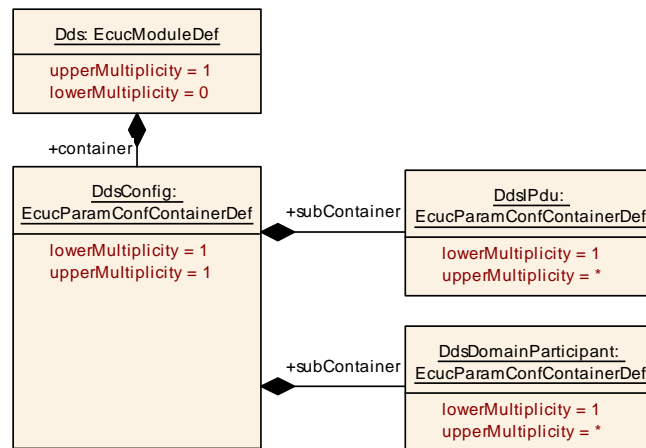 Dds: EcucModuleDef
upperMultiplicity = 1
lowerMultiplicity = 0
+container
DdsConfig:
EcucParamConfContainerDef
lowerMultiplicity = 1
upperMultiplicity = 1
+subContainer
DdsIPdu:
EcucParamConfContainerDef
lowerMultiplicity = 1
upperMultiplicity = *
+subContainer
DdsDomainParticipant:
EcucParamConfContainerDef
lowerMultiplicity = 1
upperMultiplicity = *